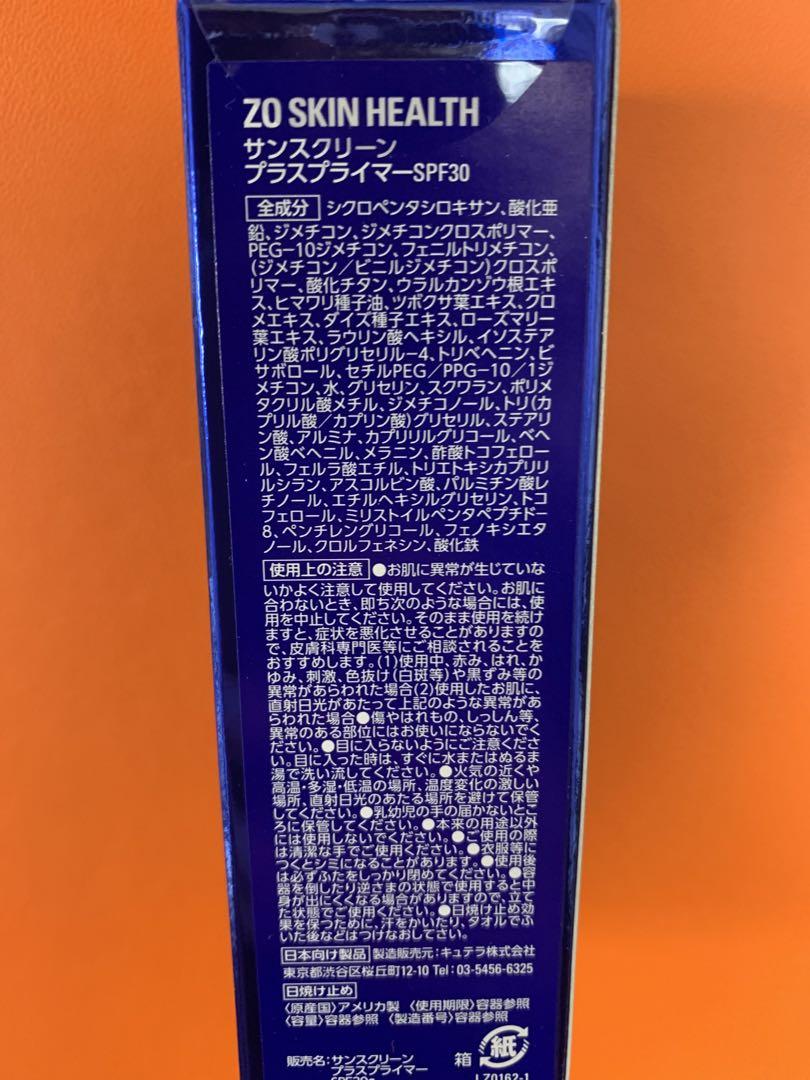 ZO SKIN HEALTH
サンスクリーン
プラスプライマーSPF30
全成分 シクロペンタシロキサン、酸化亜
鉛、ジメチコン、ジメチコンクロスポリマー、
PEG-10ジメチコン、フェニルトリメチコン、
(ジメチコン/ビニルジメチコン)クロスポ
リマー、酸化チタン、ウラルカンゾウ根エキ
ス、ヒマワリ種子油、ツボクサ葉エキス、クロ
メエキス、ダイズ種子エキス、ローズマリー
葉エキス、ラウリン酸ヘキシル、イソステア
リン酸ポリグリセリル-4、トリベヘニン、ビ
サボロール、セチルPEG/PPG-10/1ジ
メチコン、水、グリセリン、スクワラン、ポリメ
タクリル酸メチル、ジメチコノール、トリ(カ
プリル酸/カプリン酸)グリセリル、ステアリ
ン酸、アルミナ、カプリリルグリコール、ベヘ
ン酸ベヘニル、メラニン、酢酸トコフェロー
ル、フェルラ酸エチル、トリエトキシカプリリ
ルシラン、アスコルビン酸、パルミチン酸レ
チノール、エチルヘキシルグリセリン、トコ
フェロール、ミリストイルペンタペプチド-
8、ペンチレングリコール、フェノキシエタ
ノール、クロルフェネシン、酸化鉄
使用上の注意 ●お肌に異常が生じていな
いかよく注意して使用してください。お肌に
合わないとき、即ち次のような場合には、使
用を中止してください。そのまま使用を続け
ますと、症状を悪化させることがありますの
で、皮膚科専門医等にご相談されることを
おすすめします。(1)使用中、赤み、はれ、か
ゆみ、刺激、色抜け(白斑等)や黒ずみ等の
異常があらわれた場合(2)使用したお肌に、
直射日光があたって上記のような異常があ
らわれた場合●傷やはれもの、しっしん等、
異常のある部位にはお使いにならないでく
ださい。●目に入らないようにご注意くださ
い。目に入った時は、すぐに水またはぬるま
湯で洗い流してください。●火気の近くや
高温・多湿・低温の場所、温度変化の激しい
場所、直射日光のあたる場所を避けて保管
してください。●乳幼児の手の届かないとこ
ろに保管してください。●本来の用途以外
には使用しないでください。●ご使用の際
は清潔な手でご使用ください。●衣服等に
つくとシミになることがあります。●使用後
は必ずふたをしっかり閉めてください。●容
器を倒したり逆さまの状態で使用すると中
身が出にくくなる場合がありますので、立て
た状態でご使用ください。●日焼け止め効
果を保つために、汗をかいたり、タオルでふ
いた後などはつけなおしてさい。
日本向け製品 製造販売元:キュテラ株式会社
東京都渋谷区桜丘町12-10 Tel:03-5456-6325
日焼け止め
〈原産国〉アメリカ製 〈使用期限〉容器参照
〈容量〉容器参照 〈製造番号〉容器参照
箱 紙
販売名:サンスクリーン
プラスプライマー
SPF30a
LZ0162-1